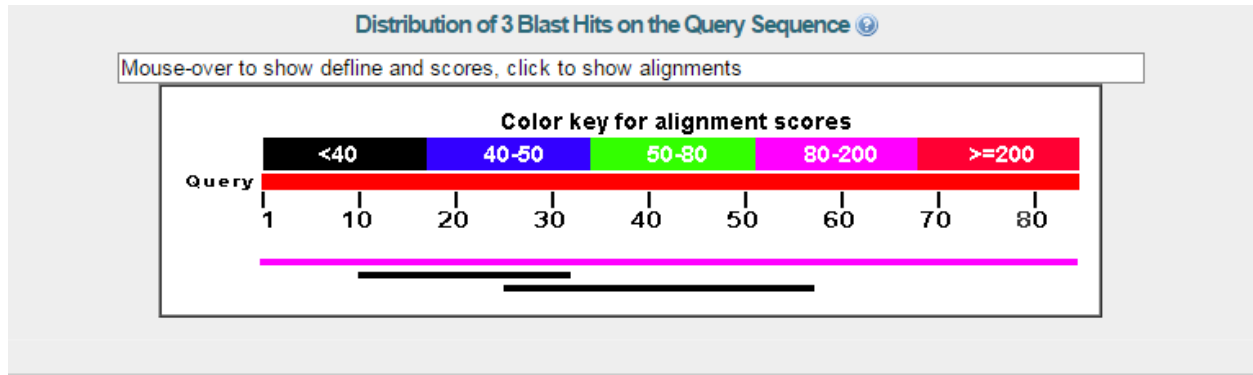 Distribution of 3 Blast Hits on the Query Sequence ?
Mouse-over to show defline and scores, click to show alignments
Color key for alignment scores
<40 40-50 50-80 80-200 >=200
Query
1 10 20 30 40 50 60 70 80